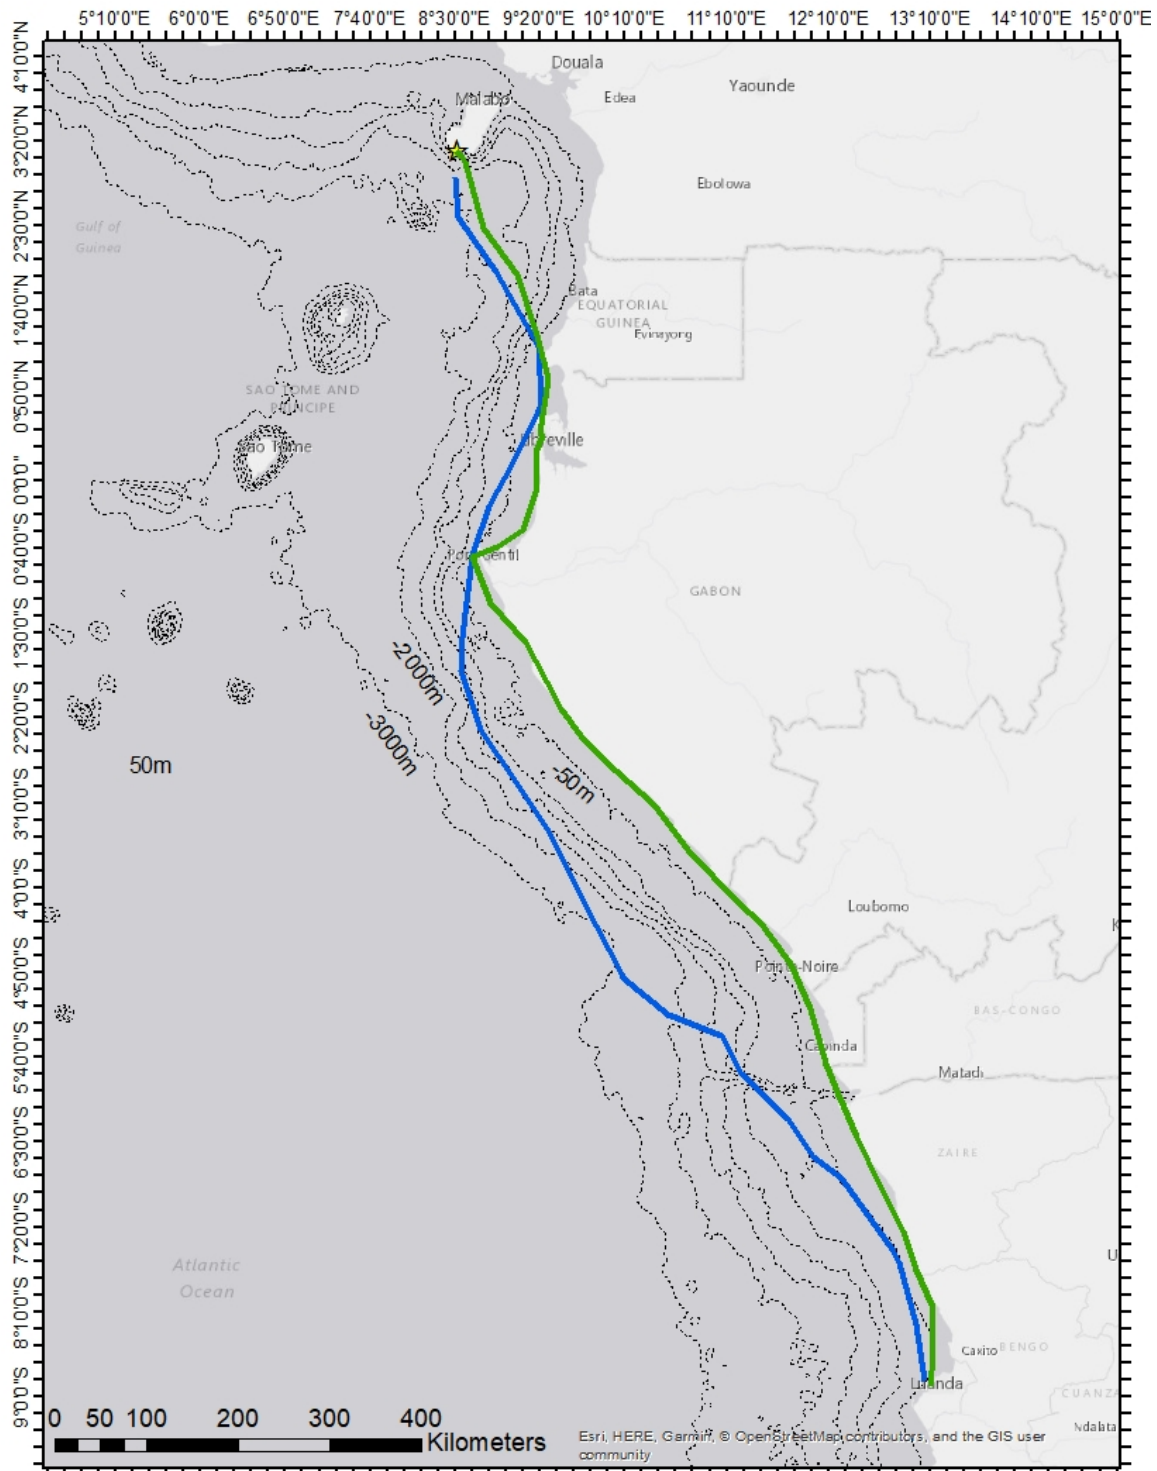 5°10'0"E 6°0'0"E 6°50'0"E 7°40'0"E 8°30'0"E 9°20'0"E 10°10'0"E 11°10'0"E 12°10'0"E 13°10'0"E 14°10'0"E 15°0'0"E
4°10'0"N
3°20'0"N
2°30'0"N
1°40'0"N
0°50'0"N
0°0'0"
0°40'0"S
1°30'0"S
2°20'0"S
3°10'0"S
4°0'0"S
4°50'0"S
5°40'0"S
6°30'0"S
7°20'0"S
8°10'0"S
9°0'0"S
Douala
Yaounde
Malabo
Edea
Ebolowa
Gulf of
Guinea
Bata
EQUATORIAL
GUINEA
Evinayong
SAO TOME AND
PRINCIPE
Libreville
Sao Tome
Port-Gentil
GABON
-2000m
-3000m
50m
-50m
Loubomo
K
Pointe-Noire
BAS-CONGO
Cabinda
Matadi
ZAIRE
U
Atlantic
Ocean
Caxito
BENGO
Luanda
CUANZA
Ndalata
0 50 100 200 300 400
Kilometers
Esri, HERE, Garmin, © OpenStreetMap contributors, and the GIS user
community